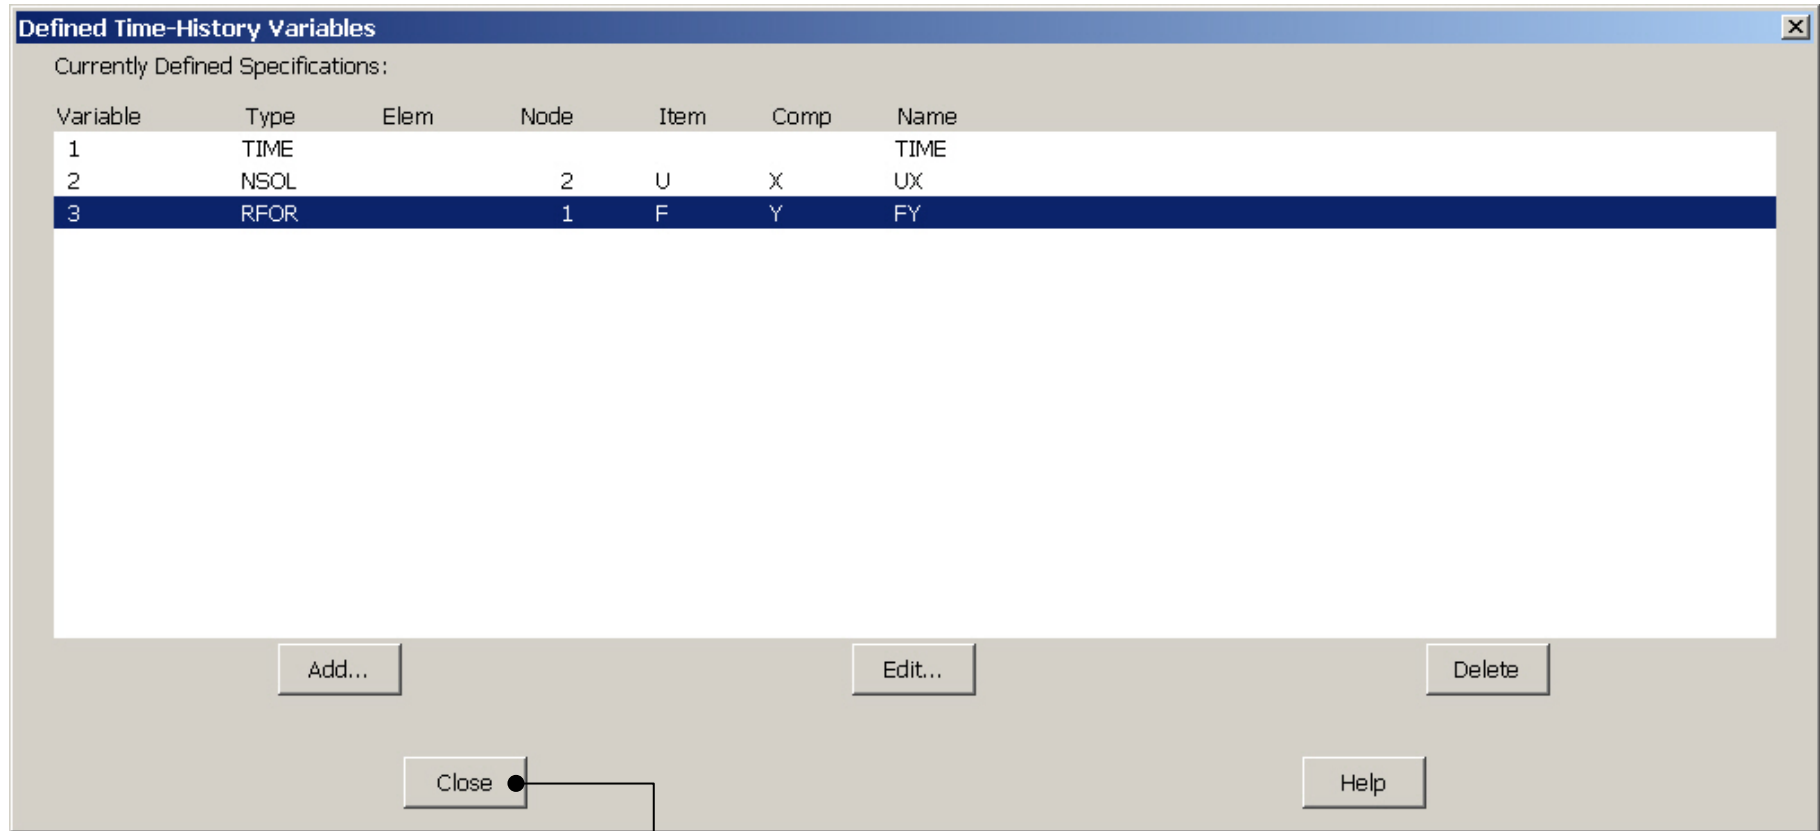 Defined Time-History Variables
Currently Defined Specifications:
Variable Type Elem Node Item Comp Name
1 TIME TIME
2 NSOL 2 U X UX
3 RFOR 1 F Y FY
Add... Edit... Delete
Close Help